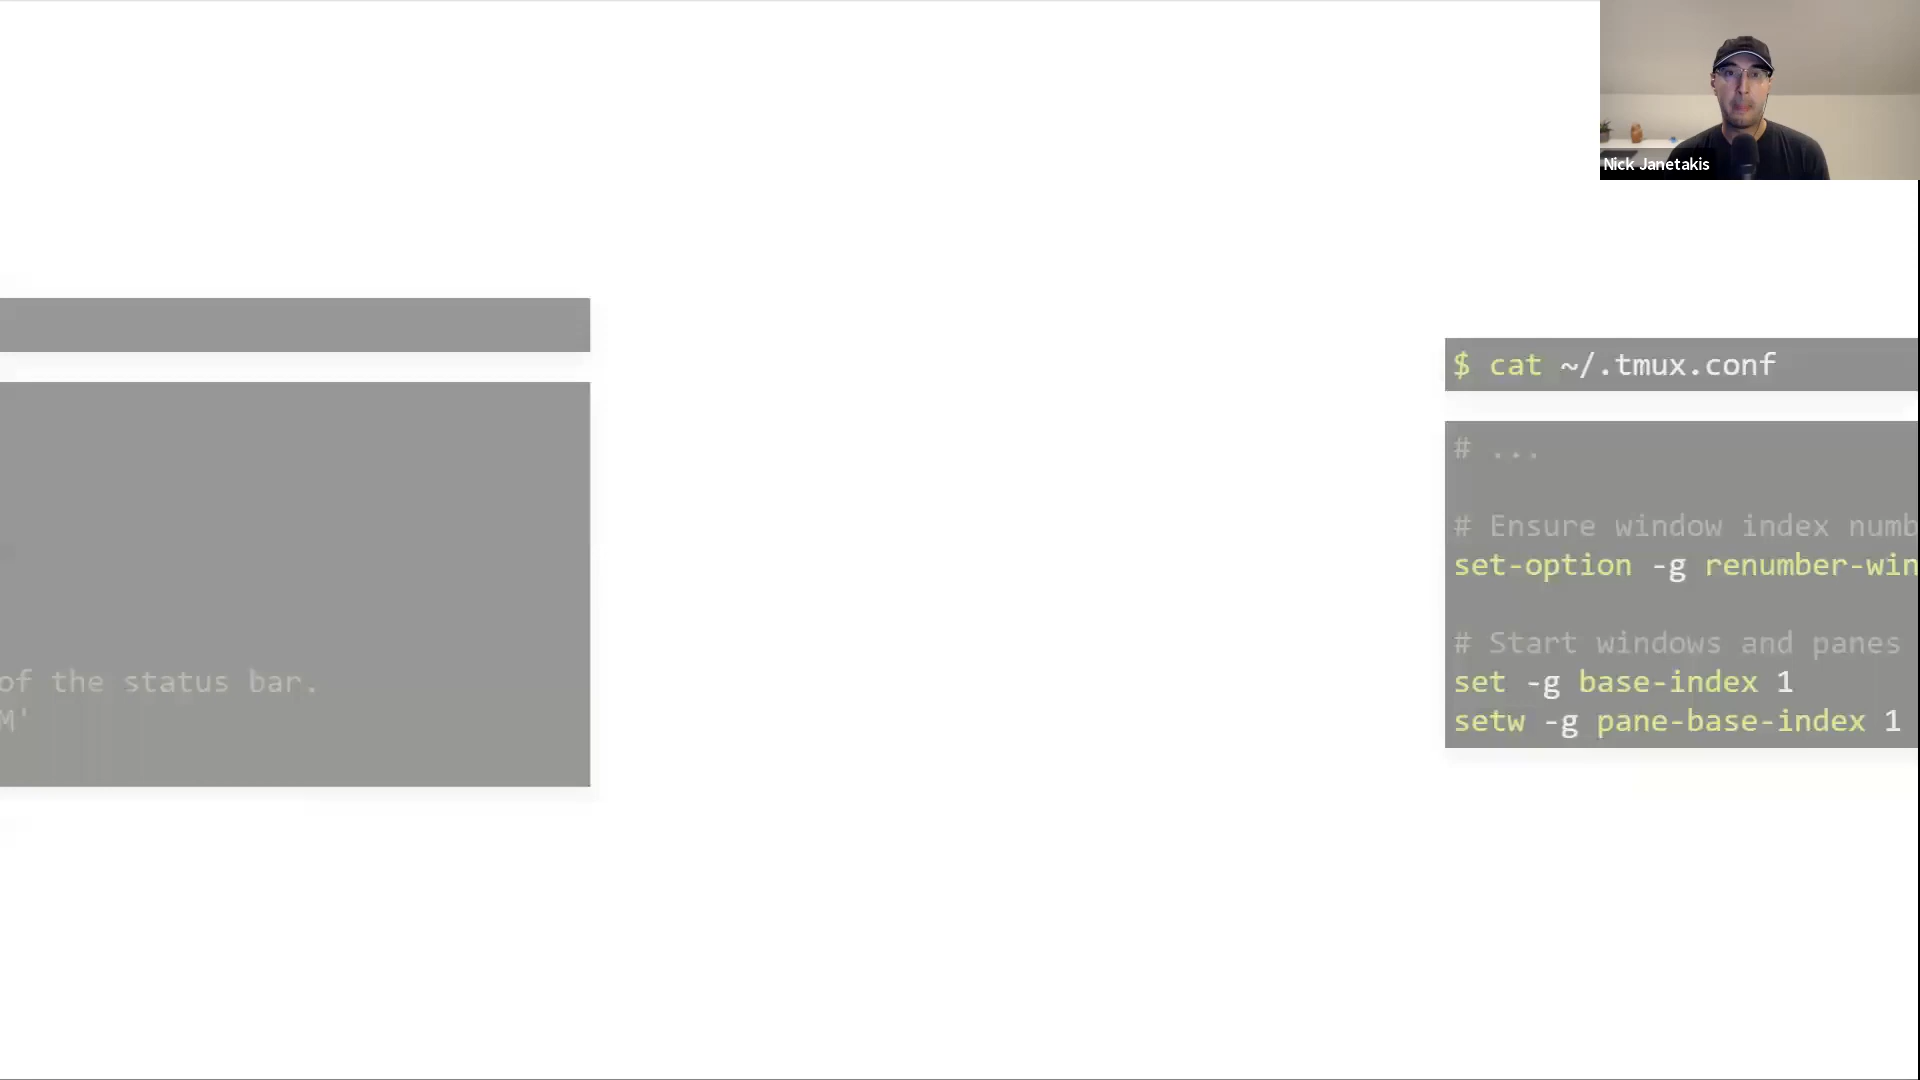 Nick Janetakis
of the status bar.
M'
$ cat ~/.tmux.conf
# ...
# Ensure window index numb
set-option -g renumber-win
# Start windows and panes
set -g base-index 1
setw -g pane-base-index 1